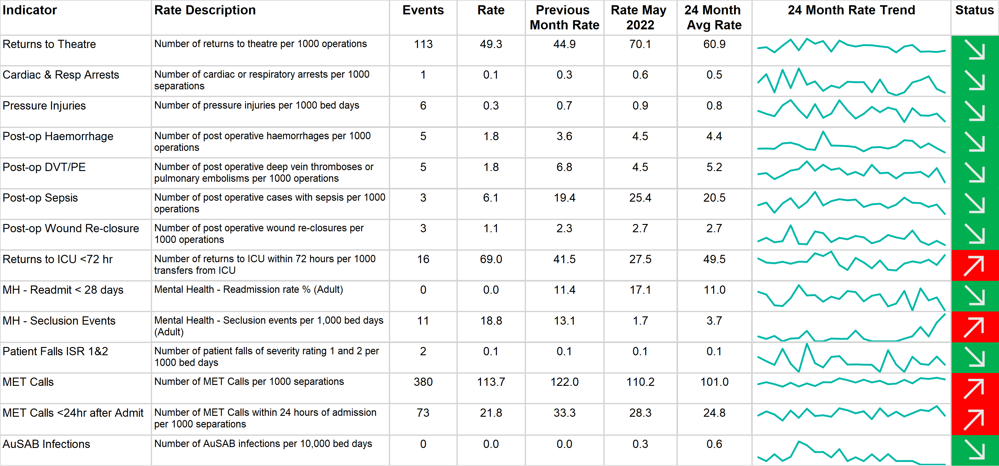 Indicator Rate Description Events Rate Previous Month Rate Rate May 2022 24 Month Avg Rate 24 Month Rate Trend Status
Returns to Theatre Number of returns to theatre per 1000 operations 113 49.3 44.9 70.1 60.9
Cardiac & Resp Arrests Number of cardiac or respiratory arrests per 1000 separations 1 0.1 0.3 0.6 0.5
Pressure Injuries Number of pressure injuries per 1000 bed days 6 0.3 0.7 0.9 0.8
Post-op Haemorrhage Number of post operative haemorrhages per 1000 operations 5 1.8 3.6 4.5 4.4
Post-op DVT/PE Number of post operative deep vein thromboses or pulmonary embolisms per 1000 operations 5 1.8 6.8 4.5 5.2
Post-op Sepsis Number of post operative cases with sepsis per 1000 operations 3 6.1 19.4 25.4 20.5
Post-op Wound Re-closure Number of post operative wound re-closures per 1000 operations 3 1.1 2.3 2.7 2.7
Returns to ICU <72 hr Number of returns to ICU within 72 hours per 1000 transfers from ICU 16 69.0 41.5 27.5 49.5
MH - Readmit < 28 days Mental Health - Readmission rate % (Adult) 0 0.0 11.4 17.1 11.0
MH - Seclusion Events Mental Health - Seclusion events per 1,000 bed days (Adult) 11 18.8 13.1 1.7 3.7
Patient Falls ISR 1&2 Number of patient falls of severity rating 1 and 2 per 1000 bed days 2 0.1 0.1 0.1 0.1
MET Calls Number of MET Calls per 1000 separations 380 113.7 122.0 110.2 101.0
MET Calls <24hr after Admit Number of MET Calls within 24 hours of admission per 1000 separations 73 21.8 33.3 28.3 24.8
AuSAB Infections Number of AuSAB infections per 10,000 bed days 0 0.0 0.0 0.3 0.6